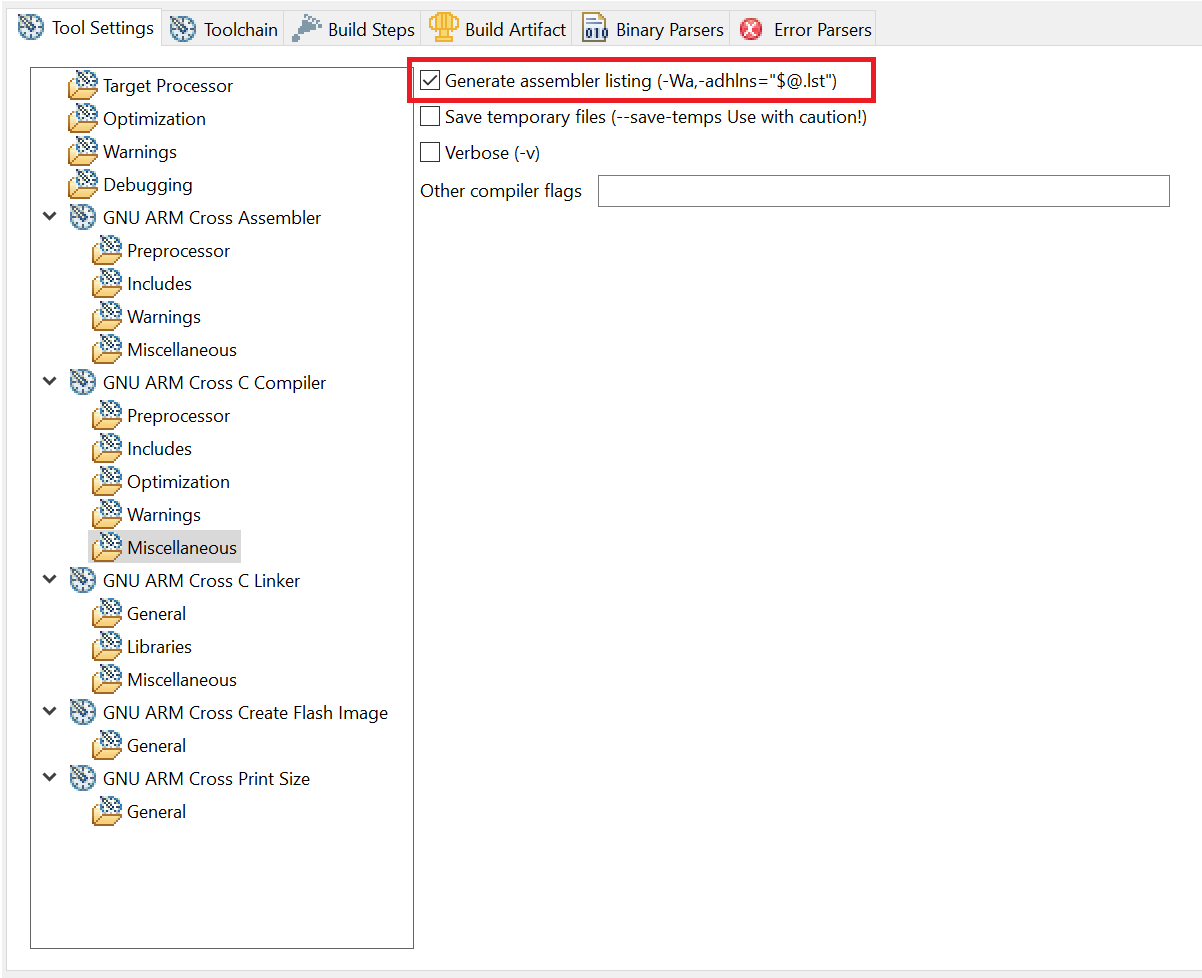 Tool Settings
Toolchain
Build Steps
Build Artifact
Binary Parsers
Error Parsers
Target Processor
Optimization
Warnings
Debugging
GNU ARM Cross Assembler
Preprocessor
Includes
Warnings
Miscellaneous
GNU ARM Cross C Compiler
Preprocessor
Includes
Optimization
Warnings
Miscellaneous
GNU ARM Cross C Linker
General
Libraries
Miscellaneous
GNU ARM Cross Create Flash Image
General
GNU ARM Cross Print Size
General
Generate assembler listing (-Wa,-adhlns="$@.lst")
Save temporary files (--save-temps Use with caution!)
Verbose (-v)
Other compiler flags